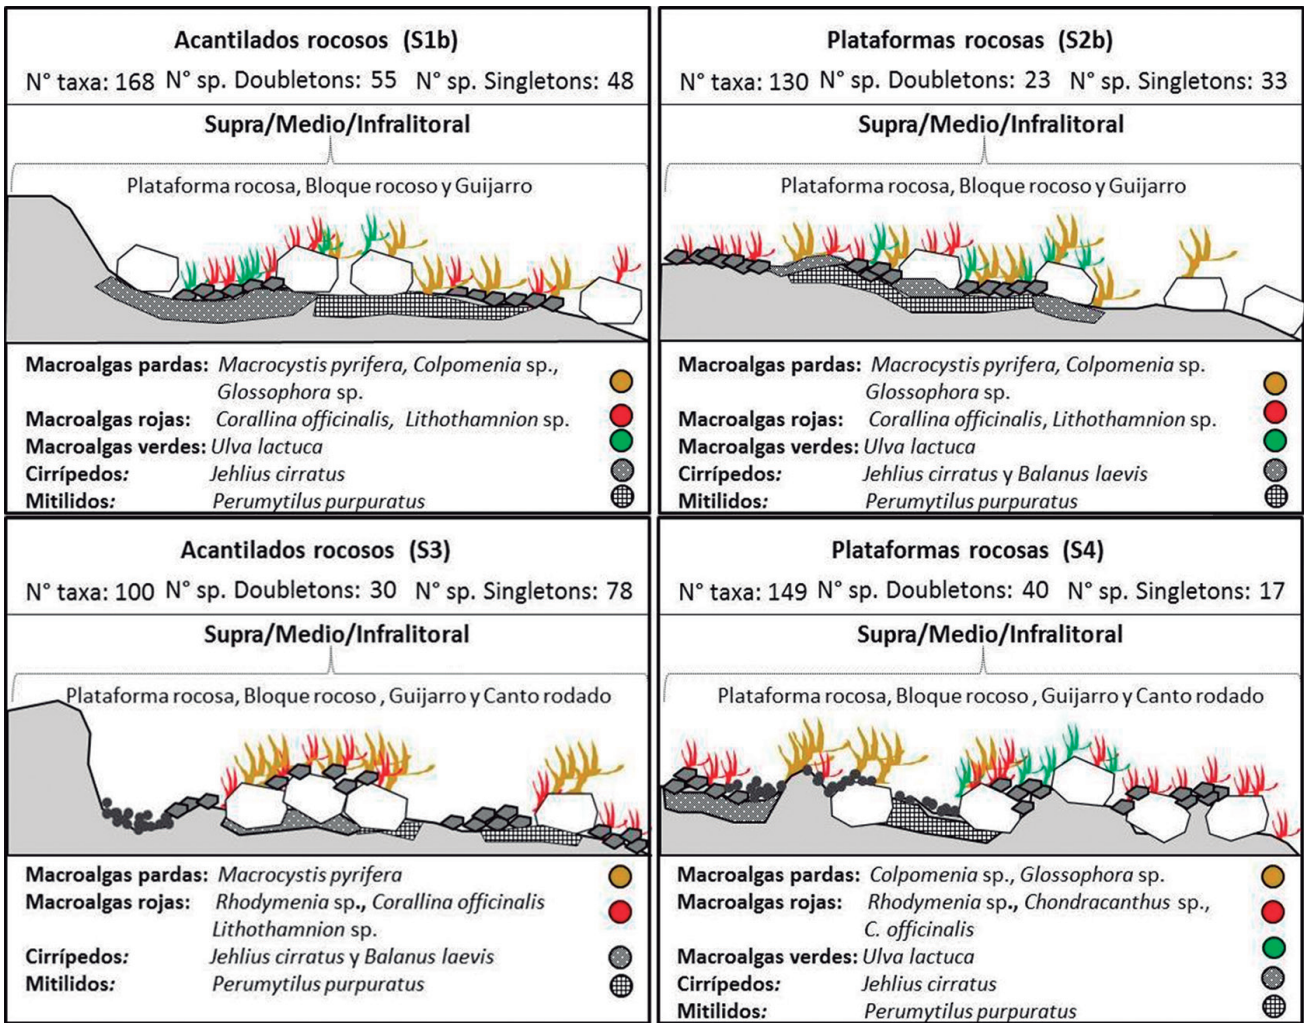 Acantilados rocosos (S1b)
N° taxa: 168 N° sp. Doubletons: 55 N° sp. Singletons: 48
Supra/Medio/Infralitoral
Plataforma rocosa, Bloque rocoso y Guijarro
Macroalgas pardas: Macrocystis pyrifera, Colpomenia sp.,
Glossophora sp.
Macroalgas rojas: Corallina officinalis, Lithothamnion sp.
Macroalgas verdes: Ulva lactuca
Cirrípedos: Jehlius cirratus
Mitilidos: Perumytilus purpuratus
Plataformas rocosas (S2b)
N° taxa: 130 N° sp. Doubletons: 23 N° sp. Singletons: 33
Supra/Medio/Infralitoral
Plataforma rocosa, Bloque rocoso y Guijarro
Macroalgas pardas: Macrocystis pyrifera, Colpomenia sp.
Glossophora sp.
Macroalgas rojas: Corallina officinalis, Lithothamnion sp.
Macroalgas verdes: Ulva lactuca
Cirrípedos: Jehlius cirratus y Balanus laevis
Mitilidos: Perumytilus purpuratus
Acantilados rocosos (S3)
N° taxa: 100 N° sp. Doubletons: 30 N° sp. Singletons: 78
Supra/Medio/Infralitoral
Plataforma rocosa, Bloque rocoso , Guijarro y Canto rodado
Macroalgas pardas: Macrocystis pyrifera
Macroalgas rojas: Rhodymenia sp., Corallina officinalis
Lithothamnion sp.
Cirrípedos: Jehlius cirratus y Balanus laevis
Mitilidos: Perumytilus purpuratus
Plataformas rocosas (S4)
N° taxa: 149 N° sp. Doubletons: 40 N° sp. Singletons: 17
Supra/Medio/Infralitoral
Plataforma rocosa, Bloque rocoso , Guijarro y Canto rodado
Macroalgas pardas: Colpomenia sp., Glossophora sp.
Macroalgas rojas: Rhodymenia sp., Chondracanthus sp.,
C. officinalis
Macroalgas verdes: Ulva lactuca
Cirrípedos: Jehlius cirratus
Mitilidos: Perumytilus purpuratus